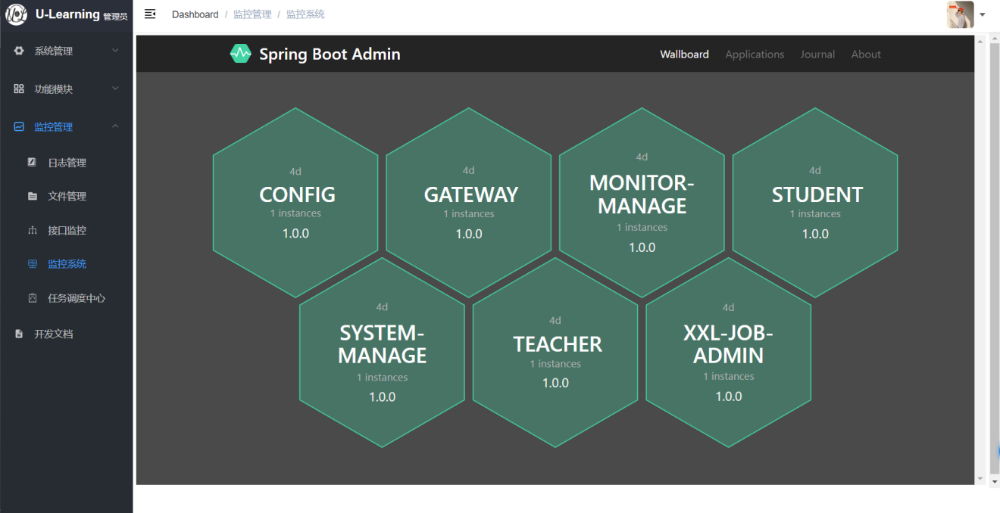 U-Learning 管理员
Dashboard / 监控管理 / 监控系统
系统管理
功能模块
监控管理
日志管理
文件管理
接口监控
监控系统
任务调度中心
开发文档
Spring Boot Admin
Wallboard Applications Journal About
4d
CONFIG
1 instances
1.0.0
4d
GATEWAY
1 instances
1.0.0
4d
MONITOR-
MANAGE
1 instances
1.0.0
4d
STUDENT
1 instances
1.0.0
4d
SYSTEM-
MANAGE
1 instances
1.0.0
4d
TEACHER
1 instances
1.0.0
4d
XXL-JOB-
ADMIN
1 instances
1.0.0